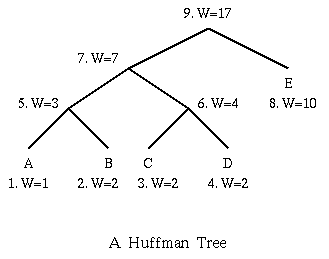 9. W=17
7. W=7
E
5. W=3
6. W=4
8. W=10
A B C D
1. W=1 2. W=2 3. W=2 4. W=2
A Huffman Tree